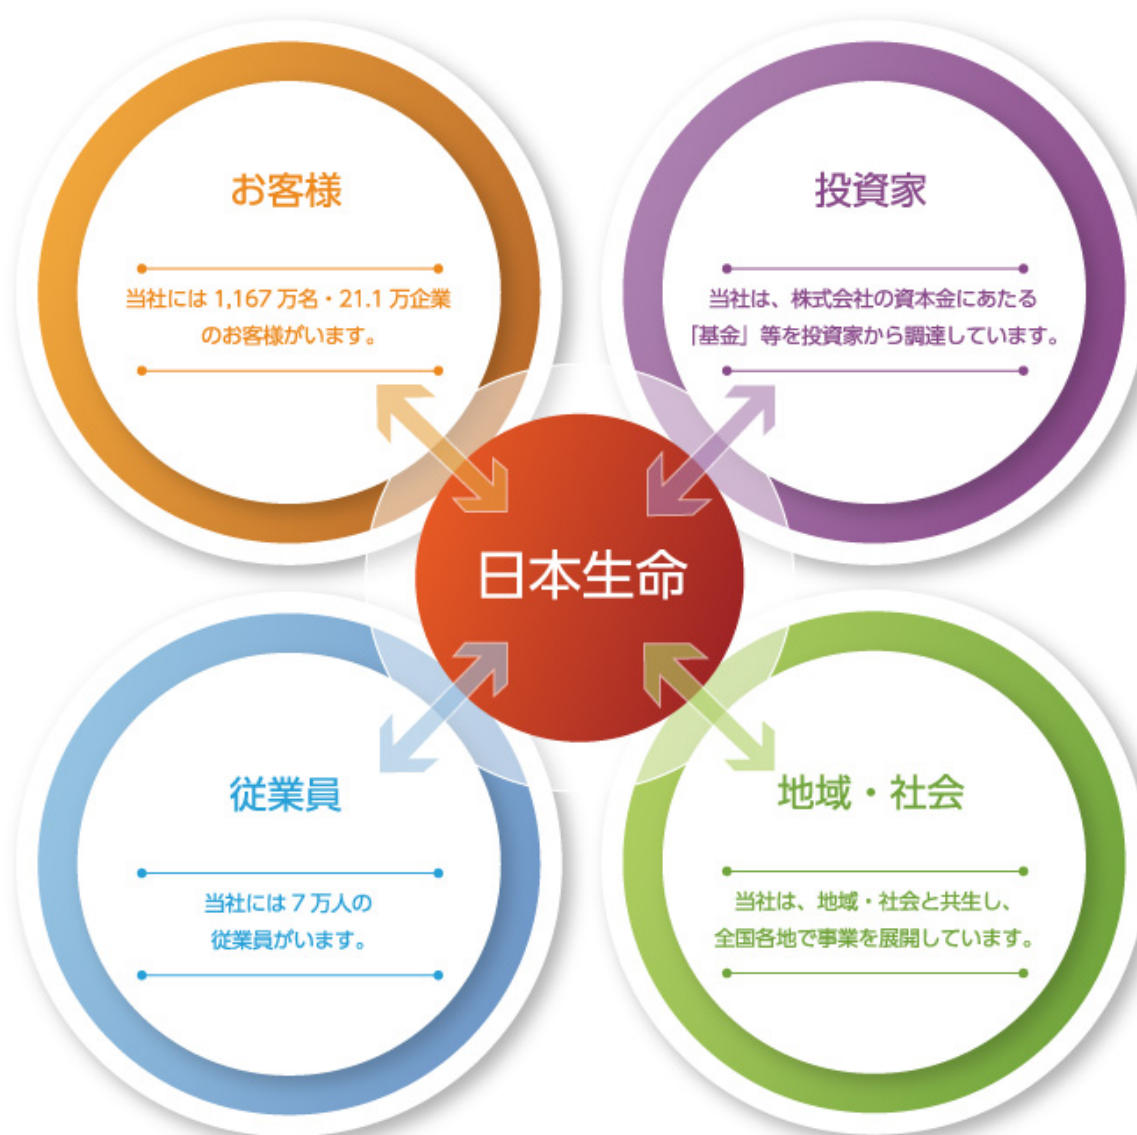 お客様
当社には 1,167 万名・21.1 万企業
のお客様がいます。
投資家
当社は、株式会社の資本金にあたる
「基金」等を投資家から調達しています。
日本生命
従業員
当社には 7 万人の
従業員がいます。
地域・社会
当社は、地域・社会と共生し、
全国各地で事業を展開しています。